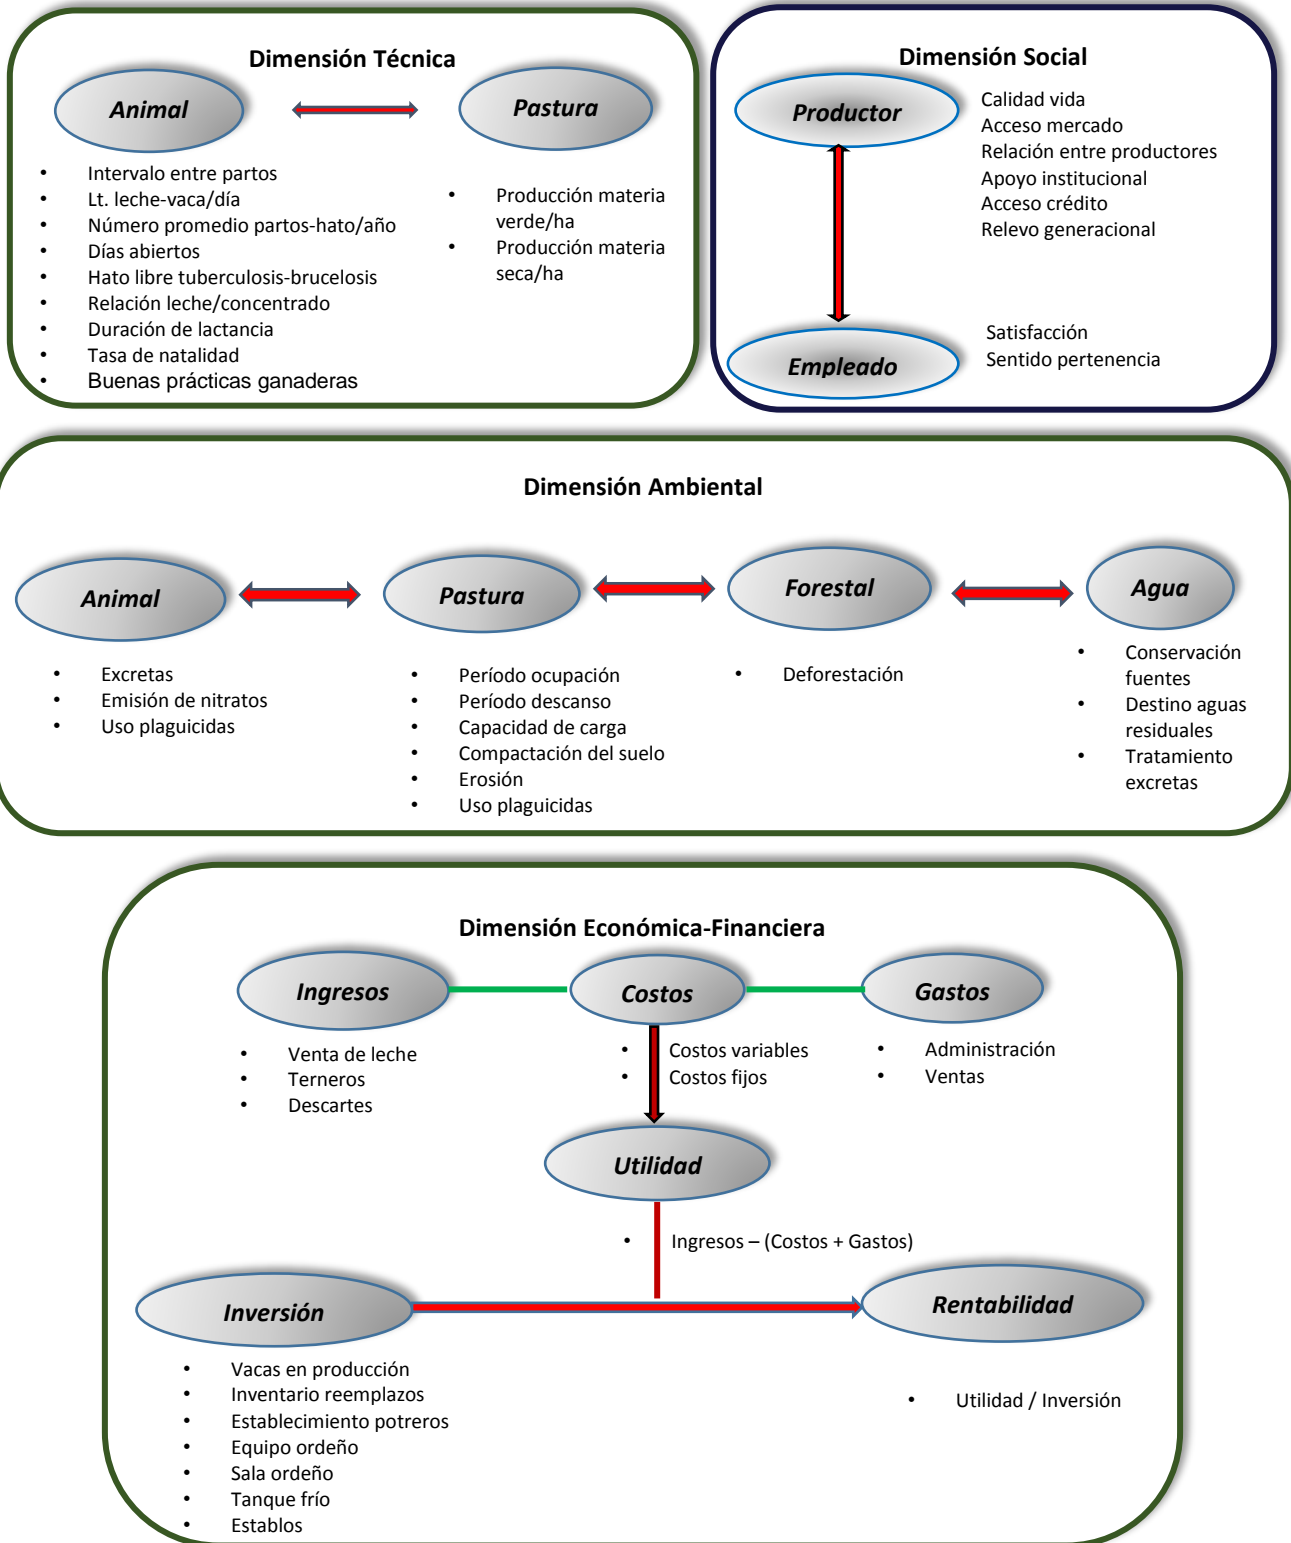 Dimensión Técnica
Animal
Pastura
• Intervalo entre partos
• Lt. leche-vaca/día
• Número promedio partos-hato/año
• Días abiertos
• Hato libre tuberculosis-brucelosis
• Relación leche/concentrado
• Duración de lactancia
• Tasa de natalidad
• Buenas prácticas ganaderas
• Producción materia
verde/ha
• Producción materia
seca/ha
Dimensión Social
Productor
Calidad vida
Acceso mercado
Relación entre productores
Apoyo institucional
Acceso crédito
Relevo generacional
Empleado
Satisfacción
Sentido pertenencia
Dimensión Ambiental
Animal
Pastura
Forestal
Agua
• Excretas
• Emisión de nitratos
• Uso plaguicidas
• Período ocupación
• Período descanso
• Capacidad de carga
• Compactación del suelo
• Erosión
• Uso plaguicidas
• Deforestación
• Conservación
fuentes
• Destino aguas
residuales
• Tratamiento
excretas
Dimensión Económica-Financiera
Ingresos
Costos
Gastos
• Venta de leche
• Terneros
• Descartes
• Costos variables
• Costos fijos
• Administración
• Ventas
Utilidad
• Ingresos – (Costos + Gastos)
Inversión
Rentabilidad
• Vacas en producción
• Inventario reemplazos
• Establecimiento potreros
• Equipo ordeño
• Sala ordeño
• Tanque frío
• Establos
• Utilidad / Inversión